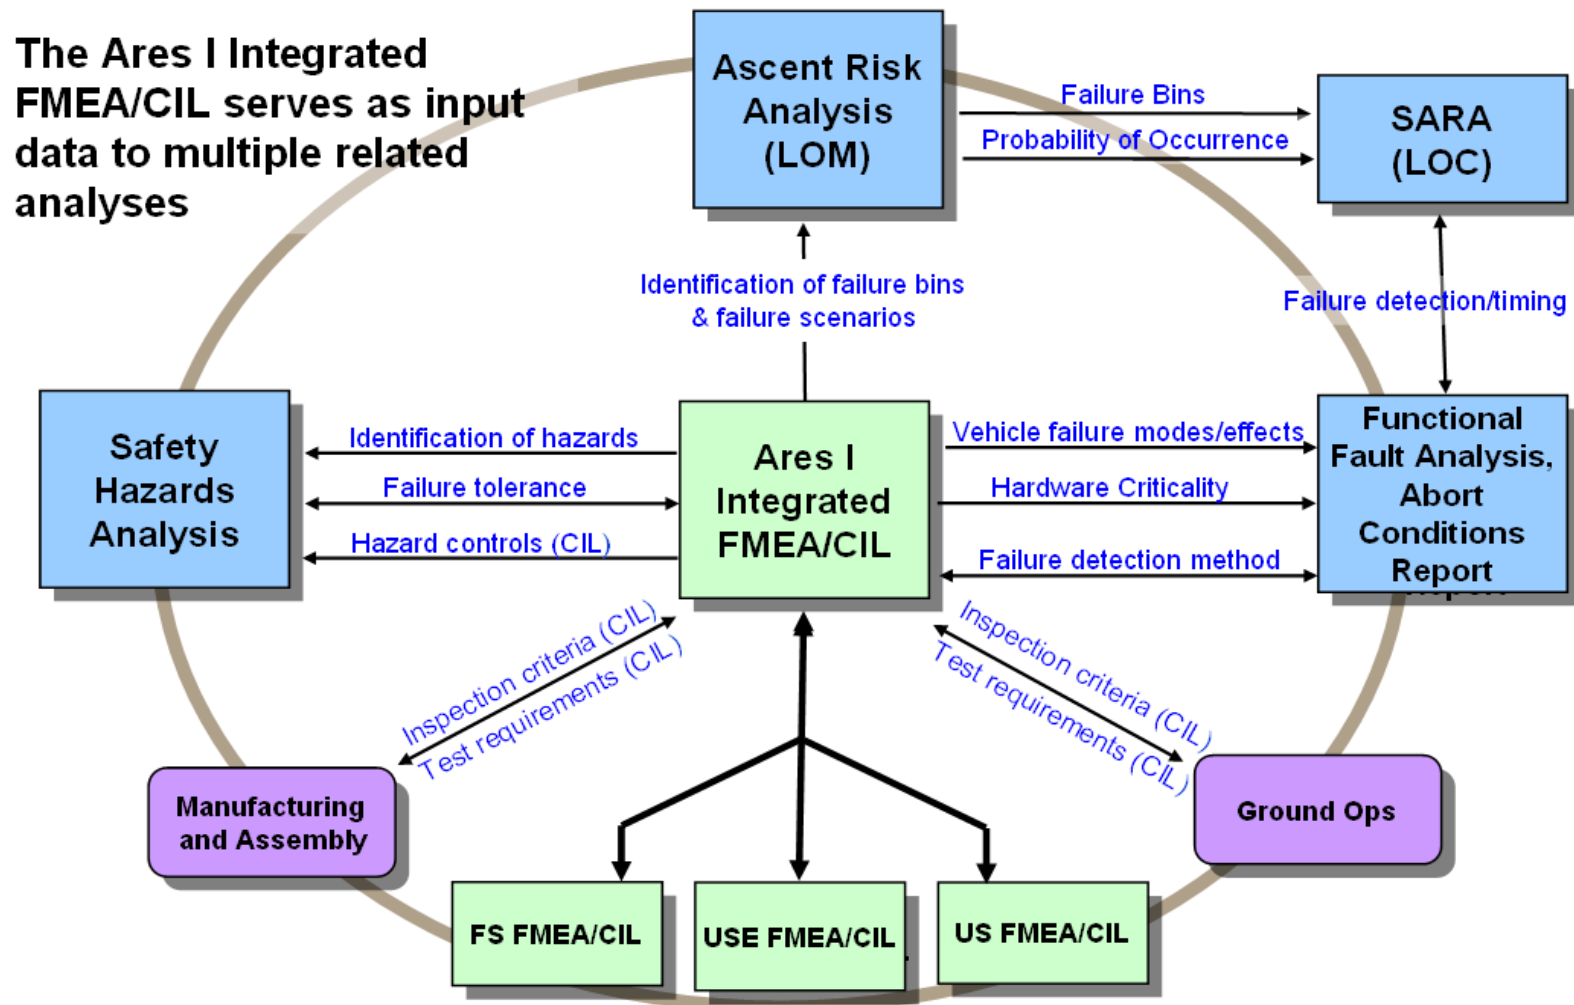 The Ares I Integrated
FMEA/CIL serves as input
data to multiple related
analyses
Ascent Risk
Analysis
(LOM)
Failure Bins
Probability of Occurrence
SARA
(LOC)
Identification of failure bins
& failure scenarios
Failure detection/timing
Safety
Hazards
Analysis
Identification of hazards
Failure tolerance
Hazard controls (CIL)
Ares I
Integrated
FMEA/CIL
Vehicle failure modes/effects
Hardware Criticality
Failure detection method
Functional
Fault Analysis,
Abort
Conditions
Report
Inspection criteria (CIL)
Test requirements (CIL)
Inspection criteria (CIL)
Test requirements (CIL)
Manufacturing
and Assembly
Ground Ops
FS FMEA/CIL
USE FMEA/CIL
US FMEA/CIL